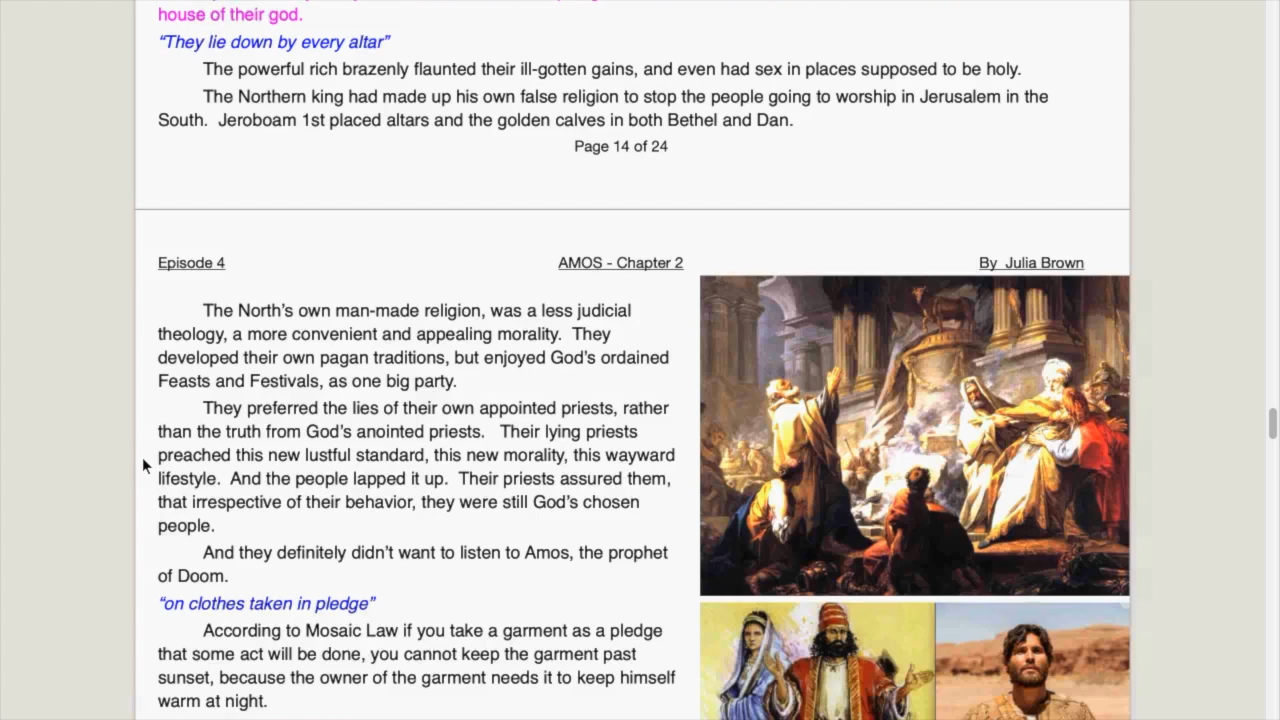 house of their god.
“They lie down by every altar”
The powerful rich brazenly flaunted their ill-gotten gains, and even had sex in places supposed to be holy.
The Northern king had made up his own false religion to stop the people going to worship in Jerusalem in the
South.  Jeroboam 1st placed altars and the golden calves in both Bethel and Dan.
Page 14 of 24
Episode 4
AMOS - Chapter 2
By  Julia Brown
The North’s own man-made religion, was a less judicial
theology, a more convenient and appealing morality.  They
developed their own pagan traditions, but enjoyed God’s ordained
Feasts and Festivals, as one big party.
They preferred the lies of their own appointed priests, rather
than the truth from God’s anointed priests.   Their lying priests
preached this new lustful standard, this new morality, this wayward
lifestyle.  And the people lapped it up.  Their priests assured them,
that irrespective of their behavior, they were still God’s chosen
people.
And they definitely didn’t want to listen to Amos, the prophet
of Doom.
“on clothes taken in pledge”
According to Mosaic Law if you take a garment as a pledge
that some act will be done, you cannot keep the garment past
sunset, because the owner of the garment needs it to keep himself
warm at night.